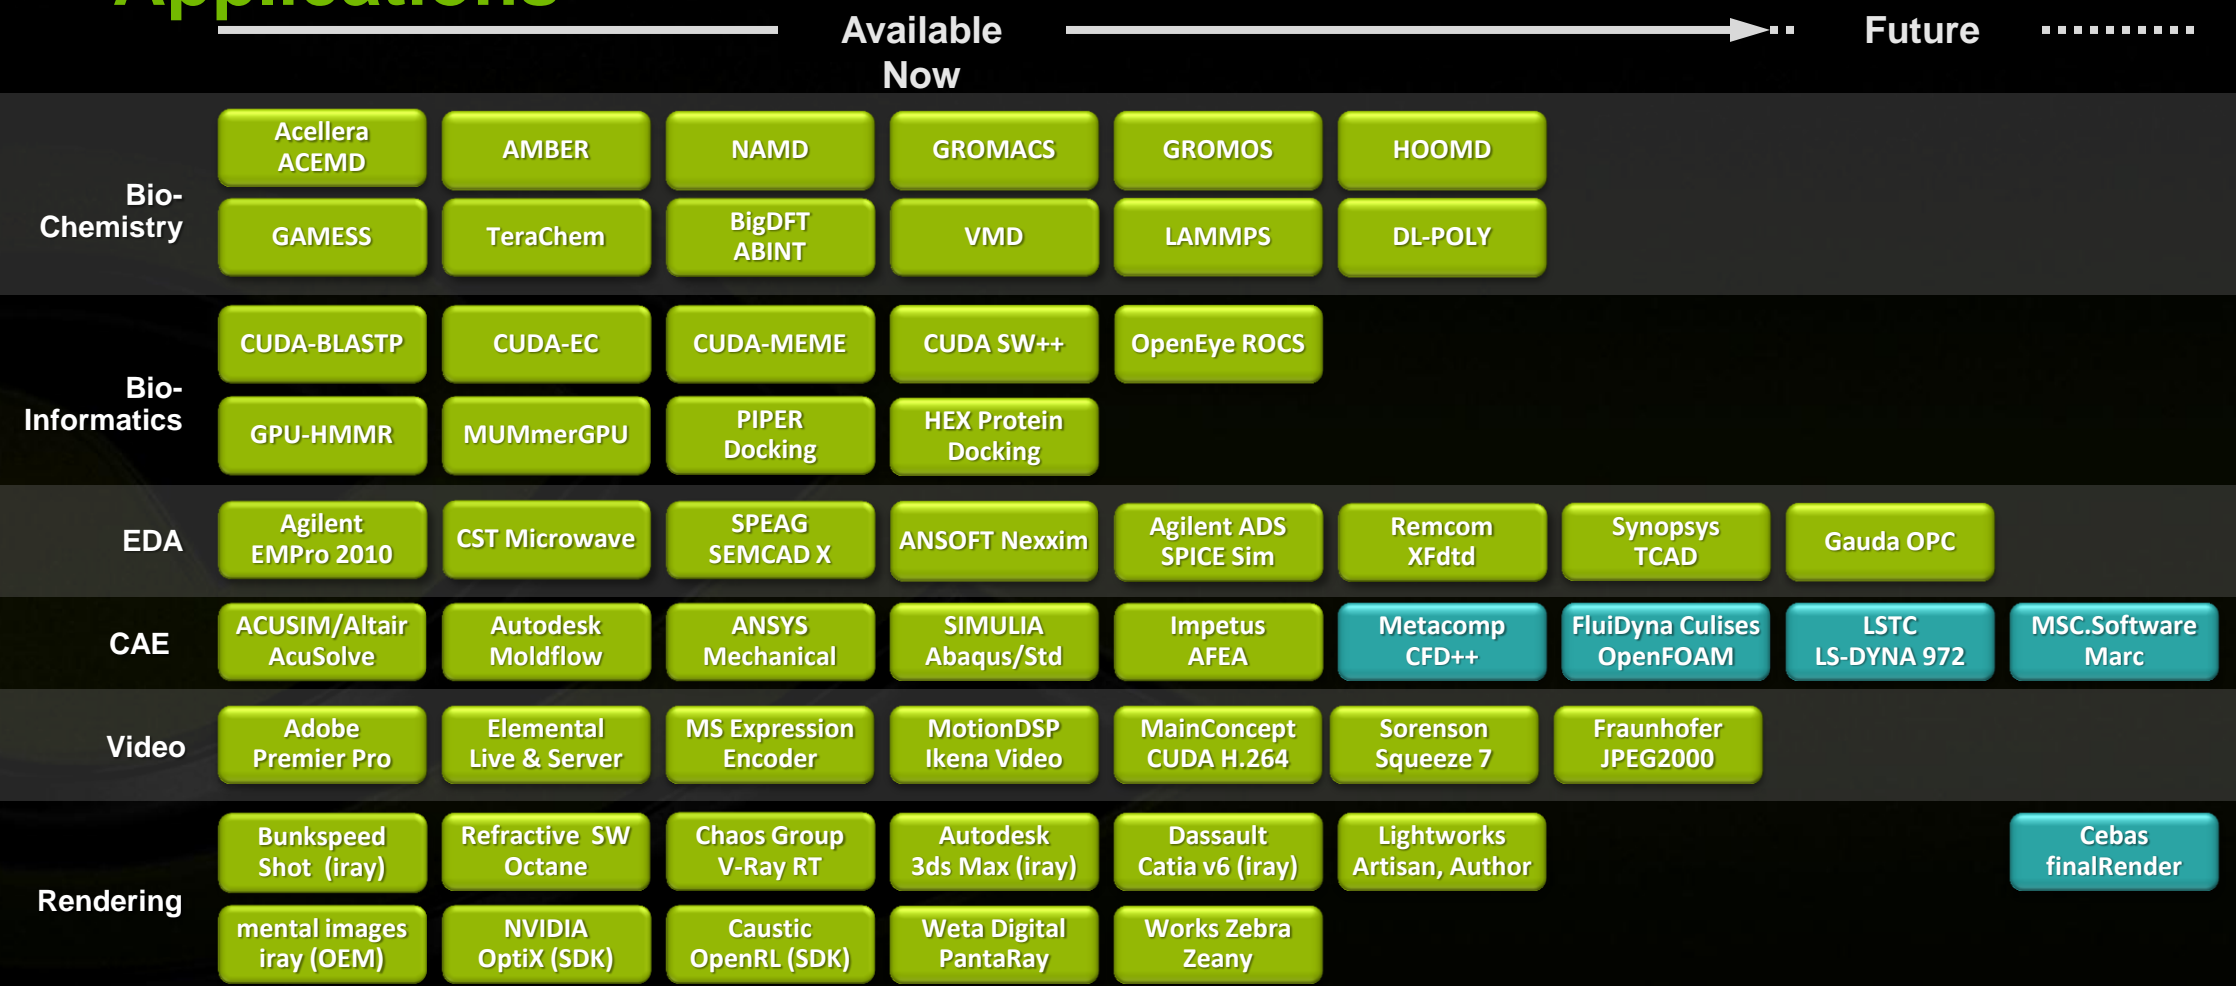 Applications
Available
Now
Future
Bio-
Chemistry
Acellera
ACEMD
AMBER
NAMD
GROMACS
GROMOS
HOOMD
GAMESS
TeraChem
BigDFT
ABINT
VMD
LAMMPS
DL-POLY
Bio-
Informatics
CUDA-BLASTP
CUDA-EC
CUDA-MEME
CUDA SW++
OpenEye ROCS
GPU-HMMR
MUMmerGPU
PIPER
Docking
HEX Protein
Docking
EDA
Agilent
EMPro 2010
CST Microwave
SPEAG
SEMCAD X
ANSOFT Nexxim
Agilent ADS
SPICE Sim
Remcom
XFdtd
Synopsys
TCAD
Gauda OPC
CAE
ACUSIM/Altair
AcuSolve
Autodesk
Moldflow
ANSYS
Mechanical
SIMULIA
Abaqus/Std
Impetus
AFEA
Metacomp
CFD++
FluiDyna Culises
OpenFOAM
LSTC
LS-DYNA 972
MSC.Software
Marc
Video
Adobe
Premier Pro
Elemental
Live & Server
MS Expression
Encoder
MotionDSP
Ikena Video
MainConcept
CUDA H.264
Sorenson
Squeeze 7
Fraunhofer
JPEG2000
Rendering
Bunkspeed
Shot (iray)
Refractive SW
Octane
Chaos Group
V-Ray RT
Autodesk
3ds Max (iray)
Dassault
Catia v6 (iray)
Lightworks
Artisan, Author
Cebas
finalRender
mental images
iray (OEM)
NVIDIA
OptiX (SDK)
Caustic
OpenRL (SDK)
Weta Digital
PantaRay
Works Zebra
Zeany